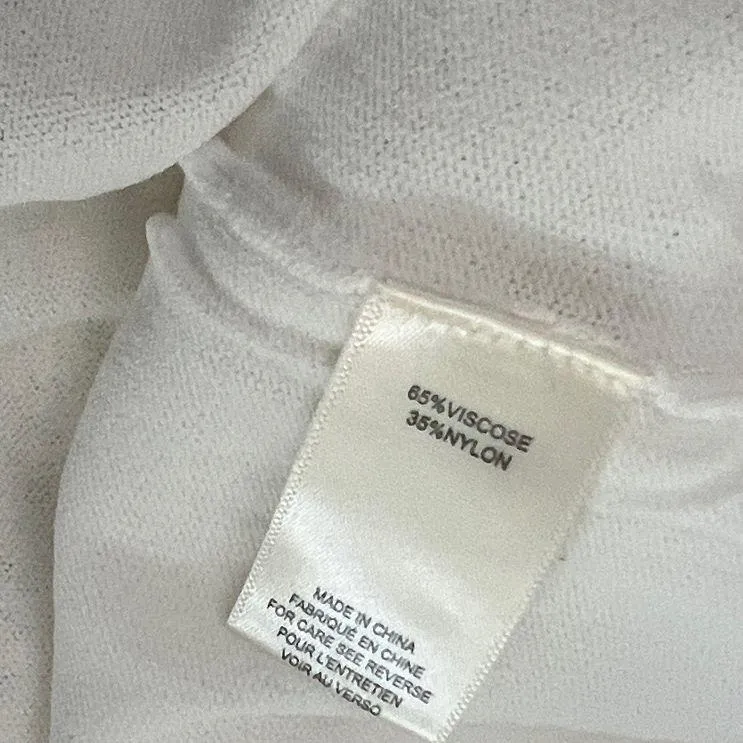 65%VISCOSE
35%NYLON
MADE IN CHINA
FABRIQUÉ EN CHINE
FOR CARE SEE REVERSE
POUR L'ENTRETIEN
VOIR AU VERSO